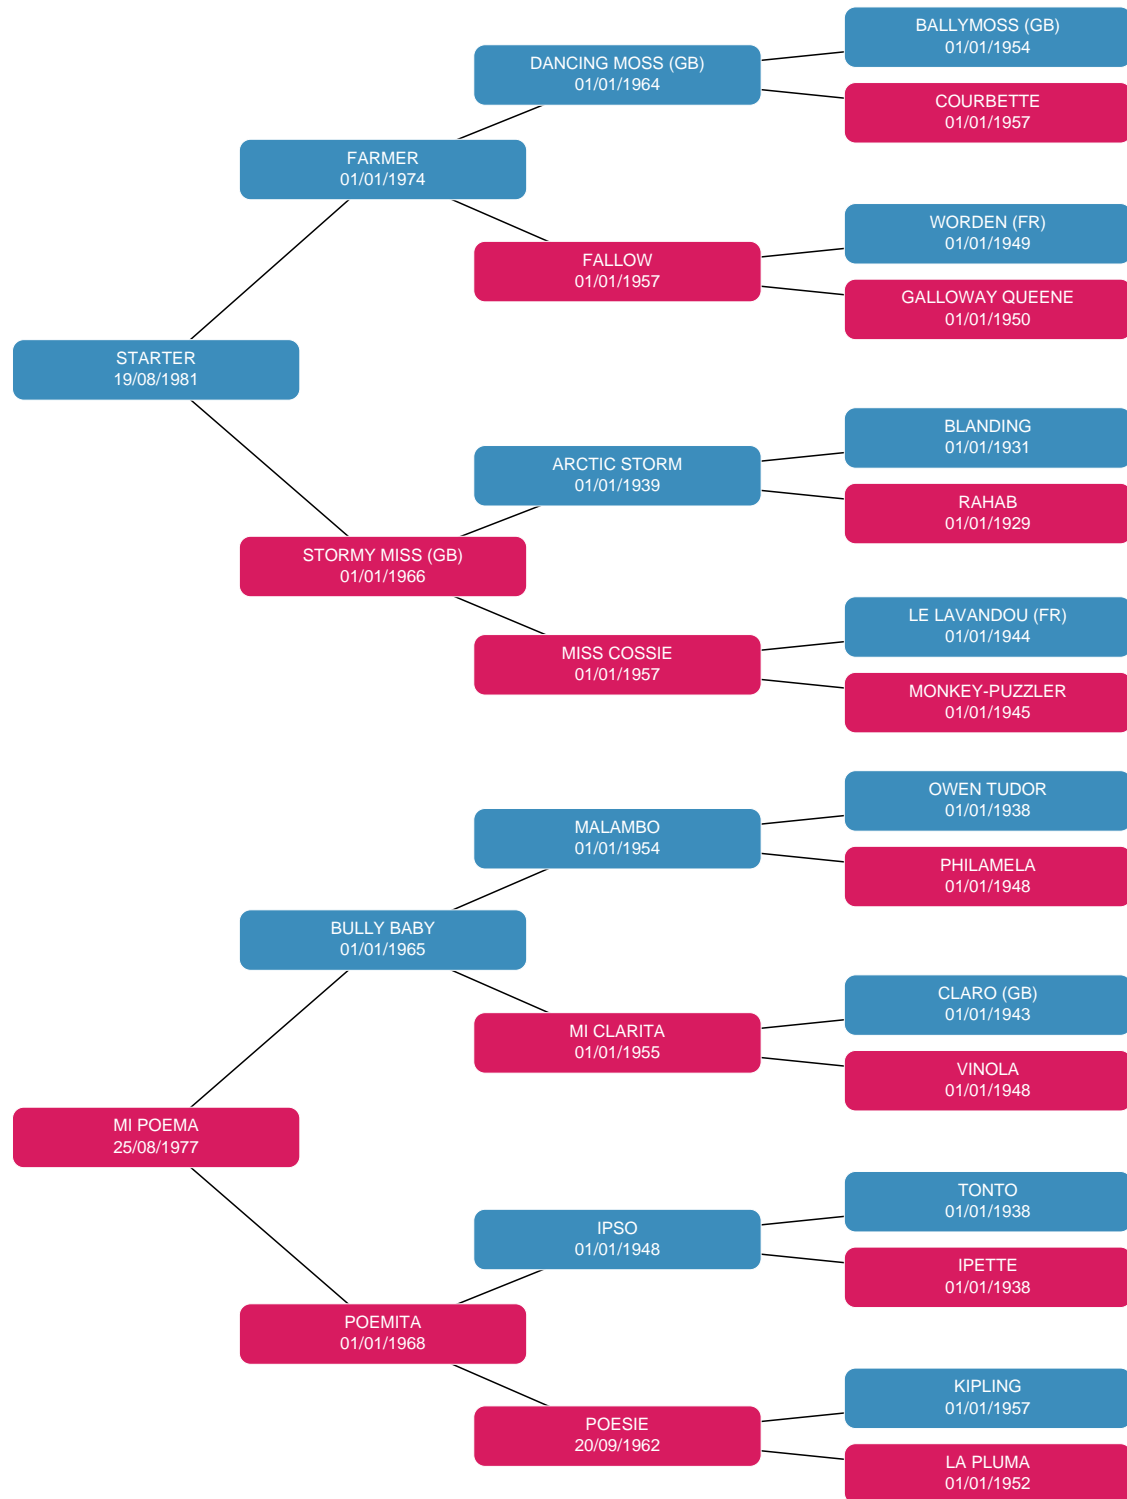 BALLYMOSS (GB)
01/01/1954
DANCING MOSS (GB)
01/01/1964
COURBETTE
01/01/1957
FARMER
01/01/1974
WORDEN (FR)
01/01/1949
FALLOW
01/01/1957
GALLOWAY QUEENE
01/01/1950
STARTER
19/08/1981
BLANDING
01/01/1931
ARCTIC STORM
01/01/1939
RAHAB
01/01/1929
STORMY MISS (GB)
01/01/1966
LE LAVANDOU (FR)
01/01/1944
MISS COSSIE
01/01/1957
MONKEY-PUZZLER
01/01/1945
OWEN TUDOR
01/01/1938
MALAMBO
01/01/1954
PHILAMELA
01/01/1948
BULLY BABY
01/01/1965
CLARO (GB)
01/01/1943
MI CLARITA
01/01/1955
VINOLA
01/01/1948
MI POEMA
25/08/1977
TONTO
01/01/1938
IPSO
01/01/1948
IPETTE
01/01/1938
POEMITA
01/01/1968
KIPLING
01/01/1957
POESIE
20/09/1962
LA PLUMA
01/01/1952